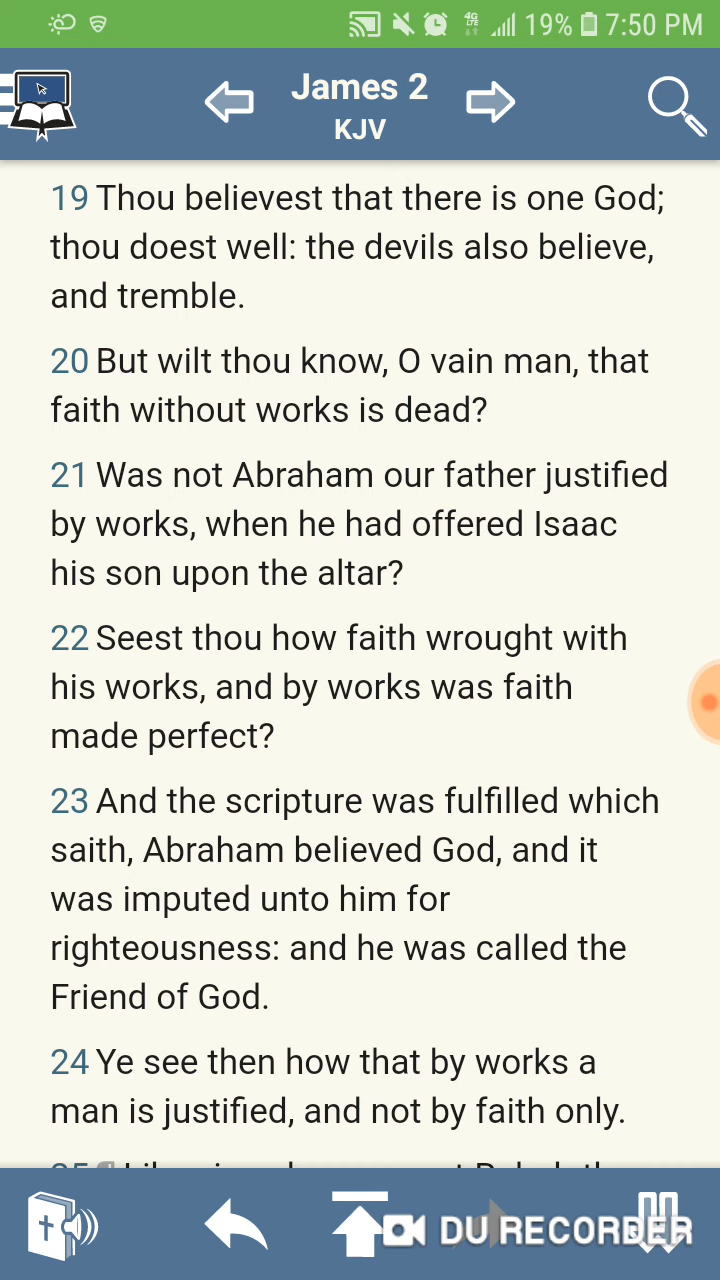 4G
LTE
19% 7:50 PM
James 2
KJV
19 Thou believest that there is one God;
thou doest well: the devils also believe,
and tremble.
20 But wilt thou know, O vain man, that
faith without works is dead?
21 Was not Abraham our father justified
by works, when he had offered Isaac
his son upon the altar?
22 Seest thou how faith wrought with
his works, and by works was faith
made perfect?
23 And the scripture was fulfilled which
saith, Abraham believed God, and it
was imputed unto him for
righteousness: and he was called the
Friend of God.
24 Ye see then how that by works a
man is justified, and not by faith only.
DU RECORDER